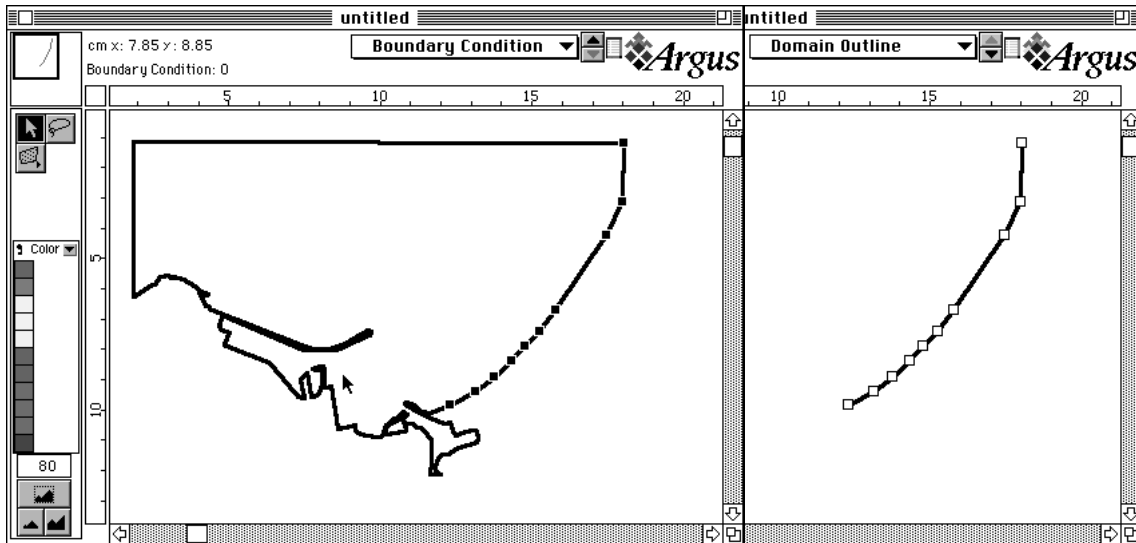 untitled
cm x: 7.85 y: 8.85
Boundary Condition: 0
Boundary Condition
Argus
5 10 15 20
5
10
Color
80
untitled
Domain Outline
Argus
10 15 20